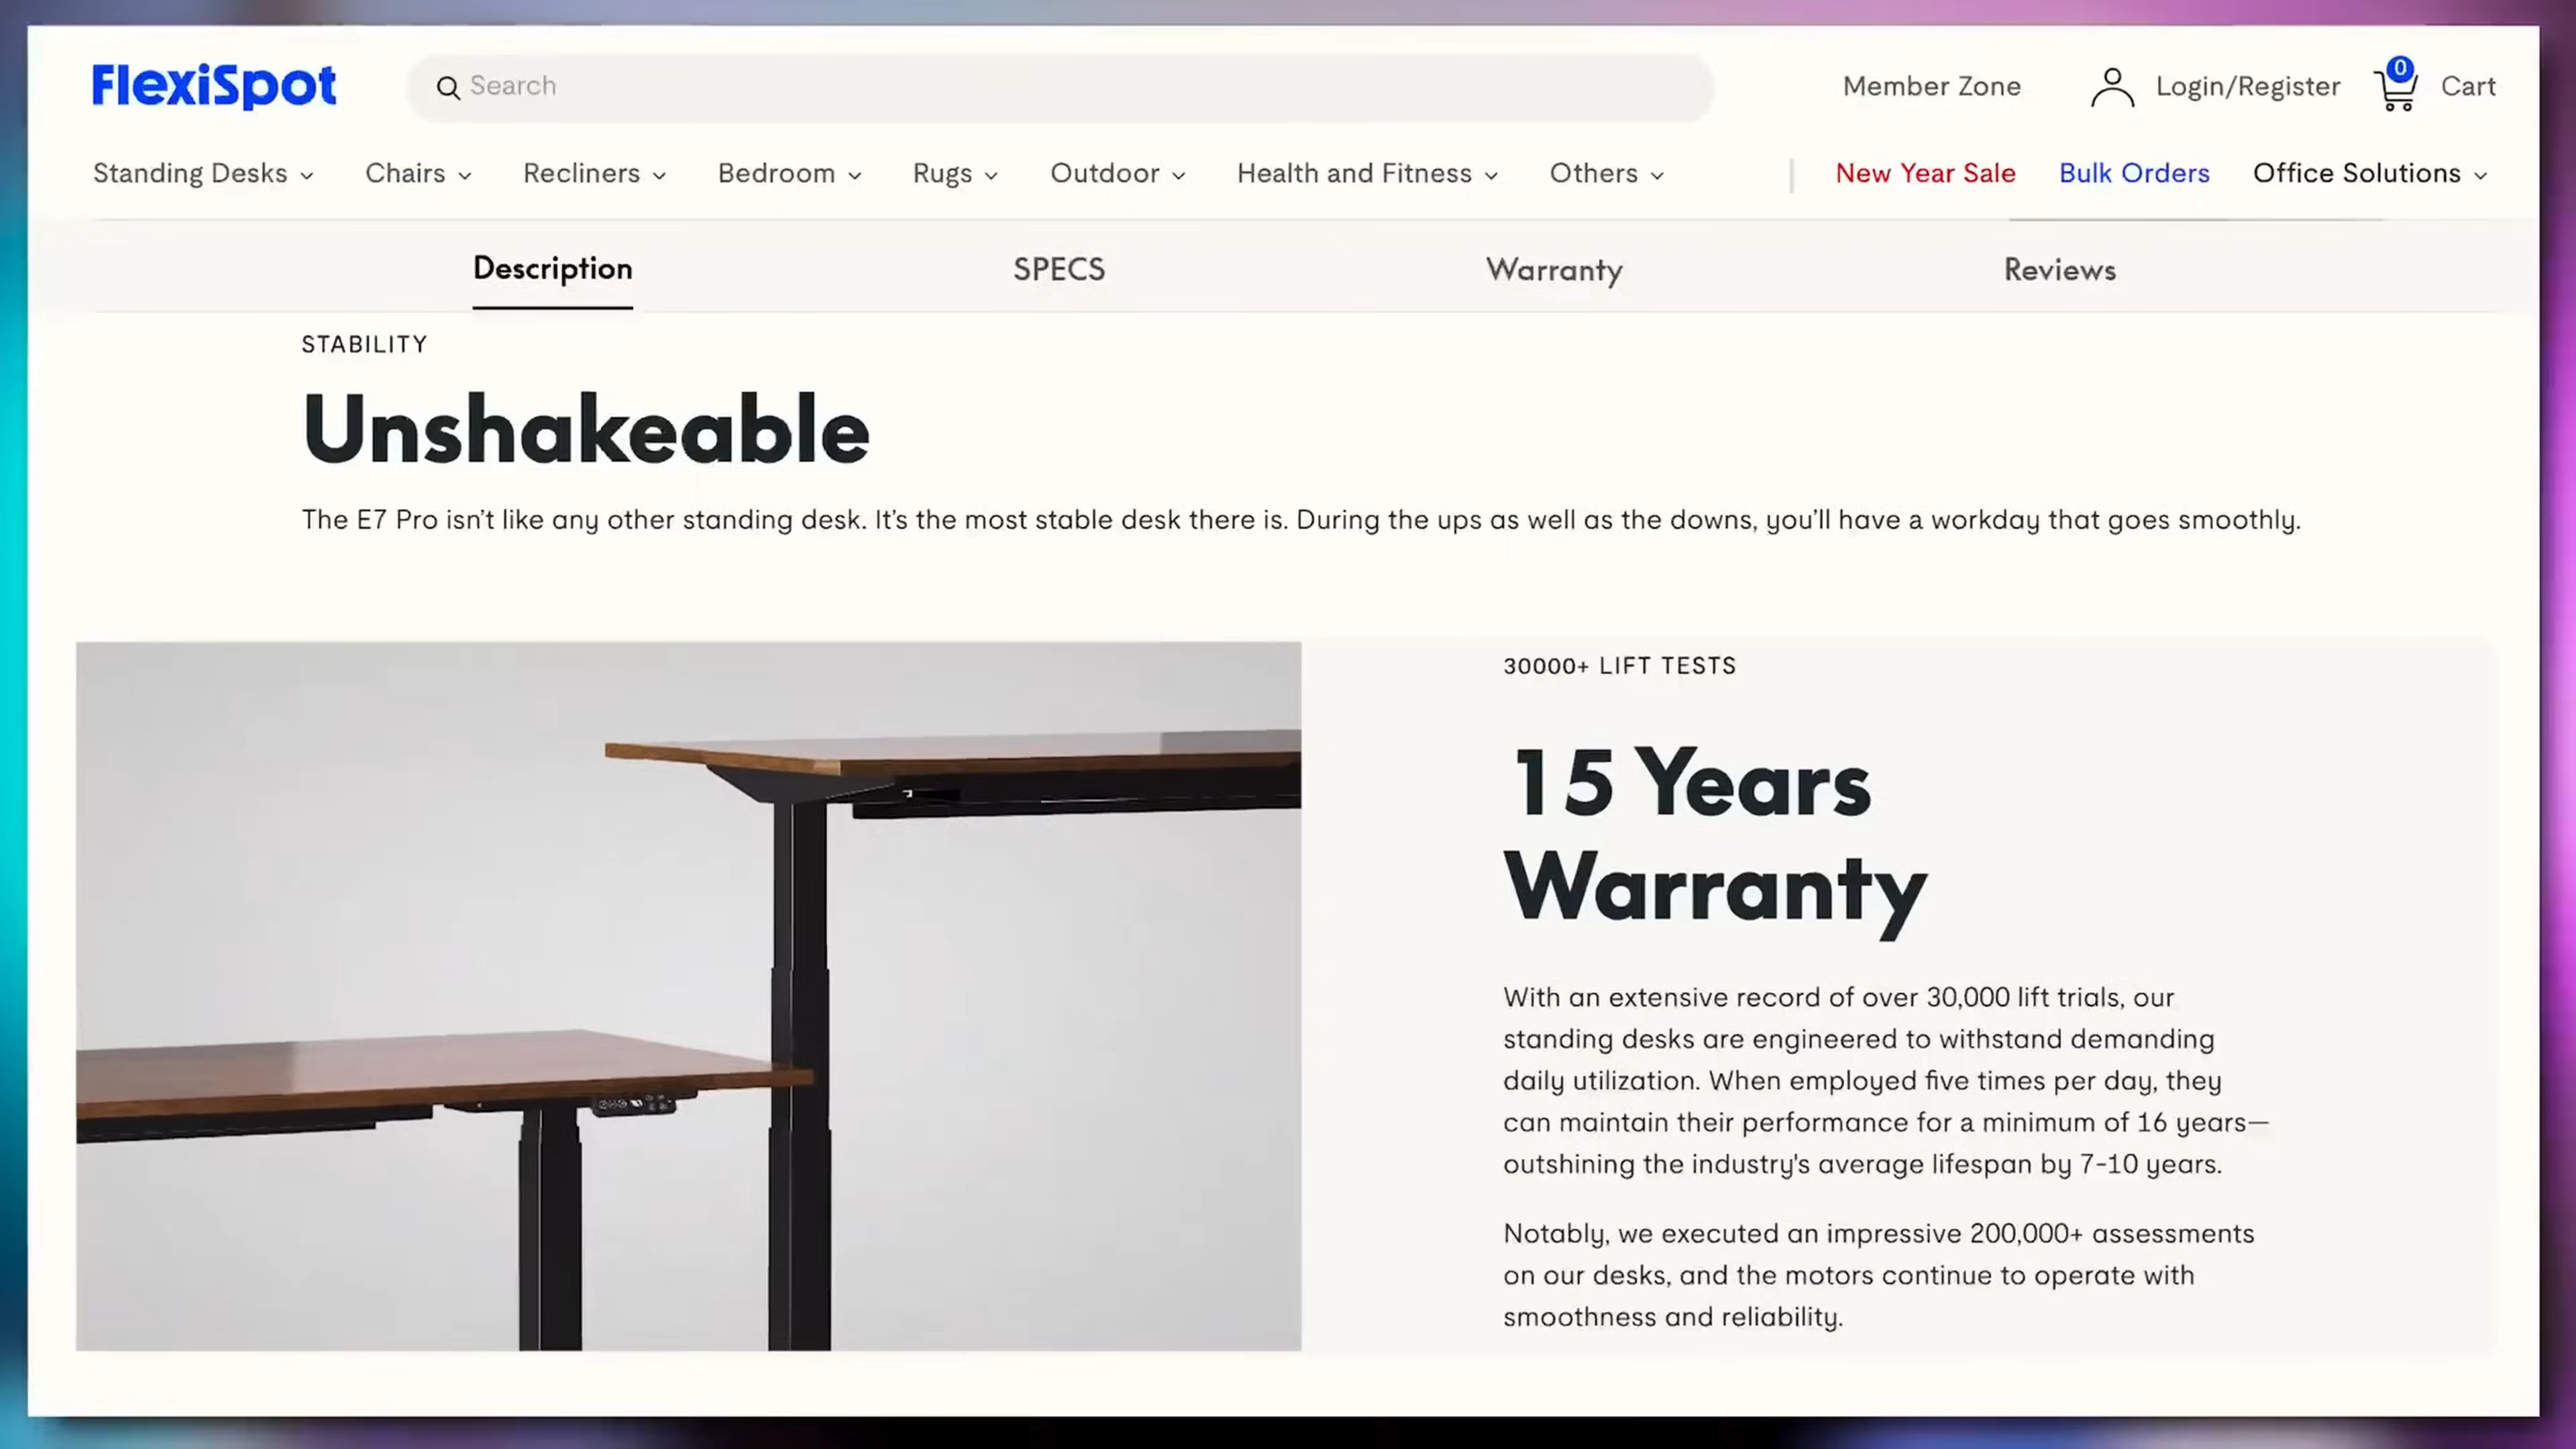 FlexiSpot
Search
Member Zone
Login/Register
0
Cart
Standing Desks
Chairs
Recliners
Bedroom
Rugs
Outdoor
Health and Fitness
Others
New Year Sale
Bulk Orders
Office Solutions
Description
SPECS
Warranty
Reviews
STABILITY
Unshakeable
The E7 Pro isn’t like any other standing desk. It’s the most stable desk there is. During the ups as well as the downs, you’ll have a workday that goes smoothly.
30000+ LIFT TESTS
15 Years
Warranty
With an extensive record of over 30,000 lift trials, our
standing desks are engineered to withstand demanding
daily utilization. When employed five times per day, they
can maintain their performance for a minimum of 16 years—
outshining the industry's average lifespan by 7-10 years.
Notably, we executed an impressive 200,000+ assessments
on our desks, and the motors continue to operate with
smoothness and reliability.